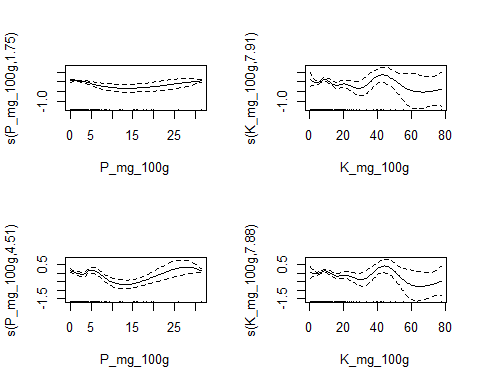 s(P_mg_100g,1.75)
-1.0
0 5 15 25
P_mg_100g
s(K_mg_100g,7.91)
-1.0
0 20 40 60 80
K_mg_100g
s(P_mg_100g,4.51)
-1.5 0.5
0 5 15 25
P_mg_100g
s(K_mg_100g,7.88)
-1.5 0.5
0 20 40 60 80
K_mg_100g